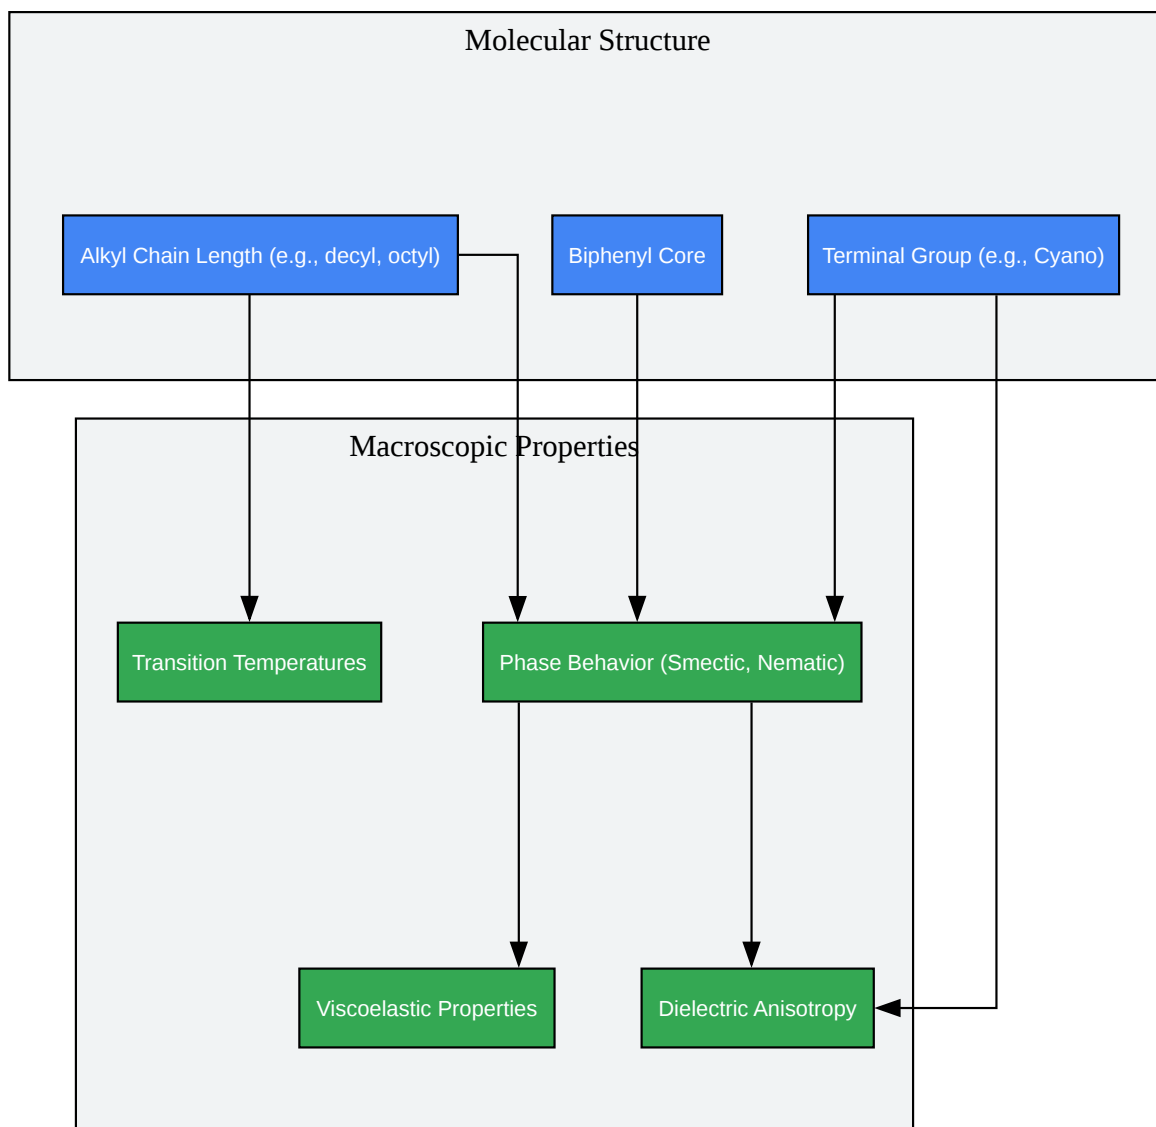 Molecular Structure
Alkyl Chain Length (e.g., decyl, octyl)
Biphenyl Core
Terminal Group (e.g., Cyano)
Macroscopic Properties
Transition Temperatures
Phase Behavior (Smectic, Nematic)
Viscoelastic Properties
Dielectric Anisotropy